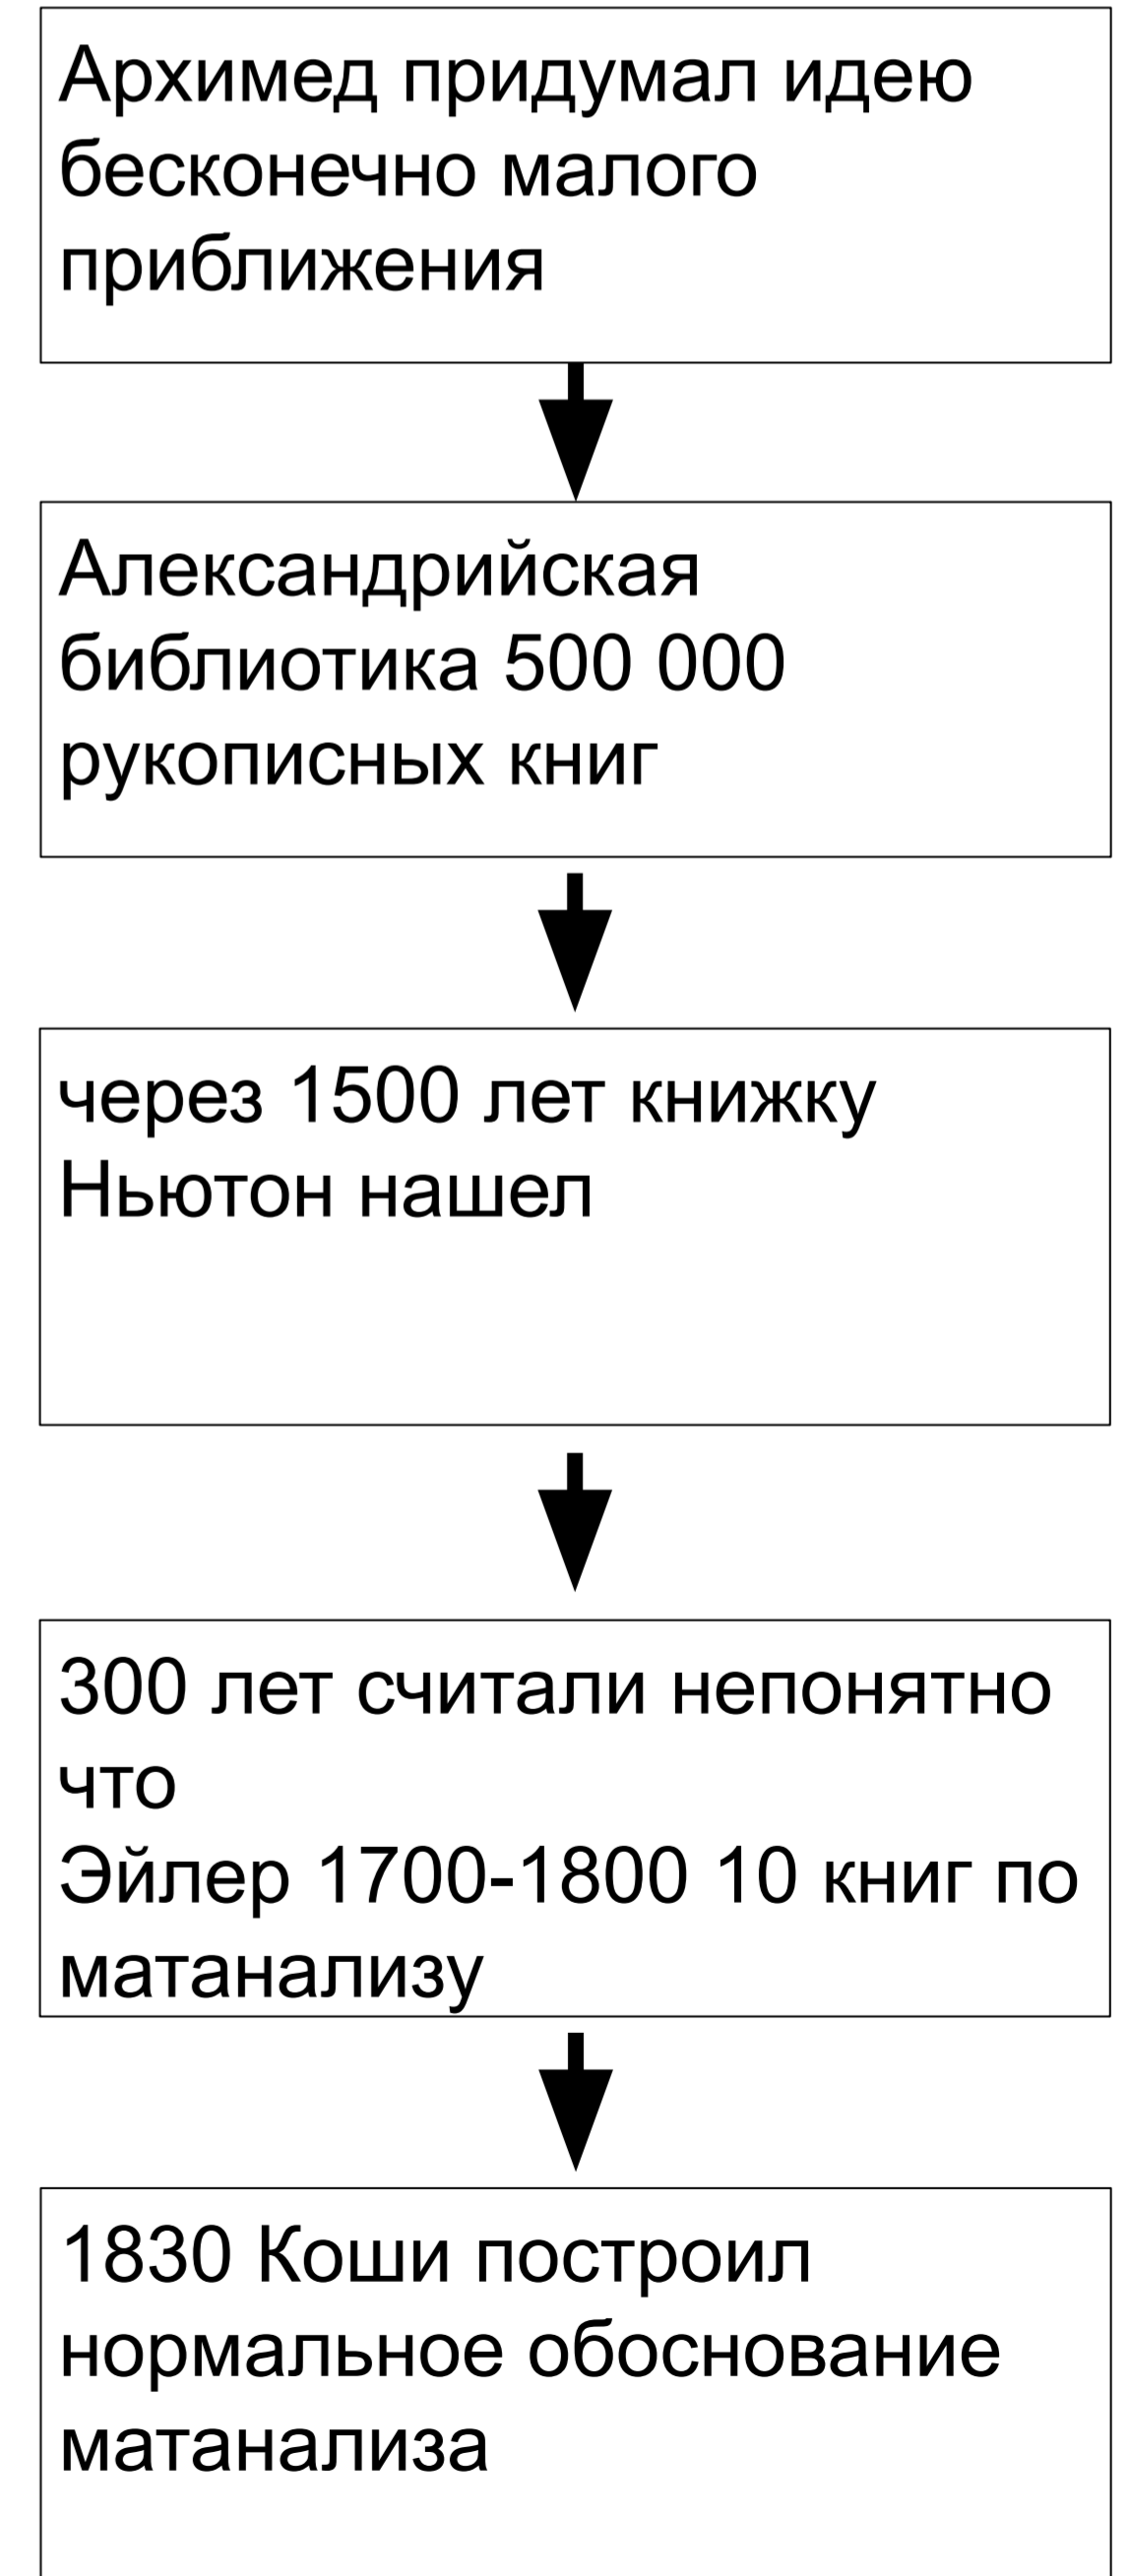 Архимед придумал идею
бесконечно малого
приближения
Александрийская
библиотика 500 000
рукописных книг
через 1500 лет книжку
Ньютон нашел
300 лет считали непонятно
что
Эйлер 1700-1800 10 книг по
матанализу
1830 Коши построил
нормальное обоснование
матанализа